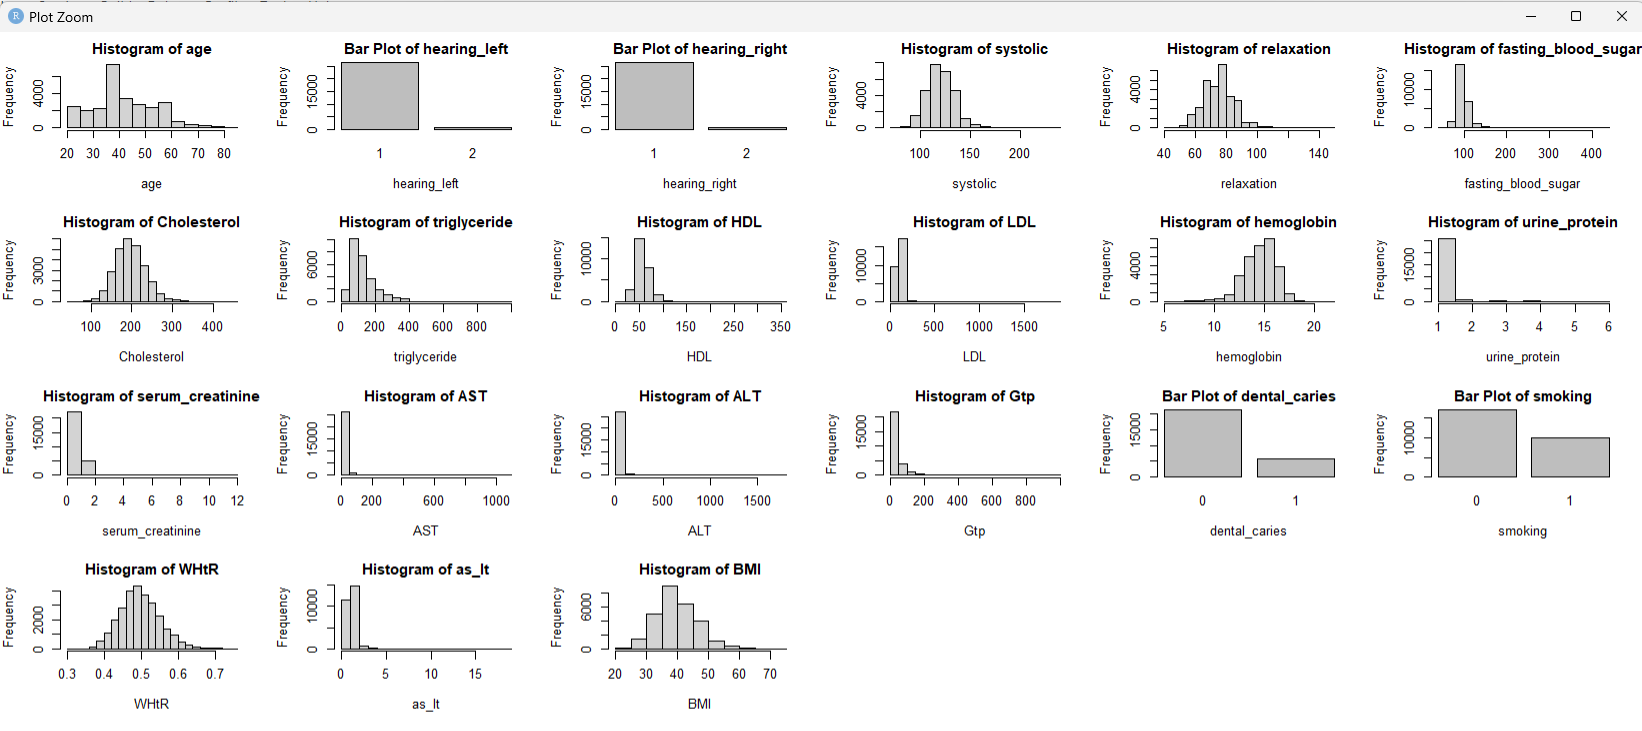 Plot Zoom
Histogram of age
Frequency
0
4000
20 30 40 50 60 70 80
age
Bar Plot of hearing_left
Frequency
0
15000
1 2
hearing_left
Bar Plot of hearing_right
Frequency
0
15000
1 2
hearing_right
Histogram of systolic
Frequency
0
4000
100 150 200
systolic
Histogram of relaxation
Frequency
0
4000
40 60 80 100 140
relaxation
Histogram of fasting_blood_sugar
Frequency
0
10000
100 200 300 400
fasting_blood_sugar
Histogram of Cholesterol
Frequency
0
3000
100 200 300 400
Cholesterol
Histogram of triglyceride
Frequency
0
6000
0 200 400 600 800
triglyceride
Histogram of HDL
Frequency
0
10000
0 50 150 250 350
HDL
Histogram of LDL
Frequency
0
10000
0 500 1000 1500
LDL
Histogram of hemoglobin
Frequency
0
4000
5 10 15 20
hemoglobin
Histogram of urine_protein
Frequency
0
15000
1 2 3 4 5 6
urine_protein
Histogram of serum_creatinine
Frequency
0
15000
0 2 4 6 8 10 12
serum_creatinine
Histogram of AST
Frequency
0
15000
0 200 600 1000
AST
Histogram of ALT
Frequency
0
15000
0 500 1000 1500
ALT
Histogram of Gtp
Frequency
0
15000
0 200 400 600 800
Gtp
Bar Plot of dental_caries
Frequency
0
15000
0 1
dental_caries
Bar Plot of smoking
Frequency
0
10000
0 1
smoking
Histogram of WHtR
Frequency
0
2000
0.3 0.4 0.5 0.6 0.7
WHtR
Histogram of as_lt
Frequency
0
10000
0 5 10 15
as_lt
Histogram of BMI
Frequency
0
6000
20 30 40 50 60 70
BMI